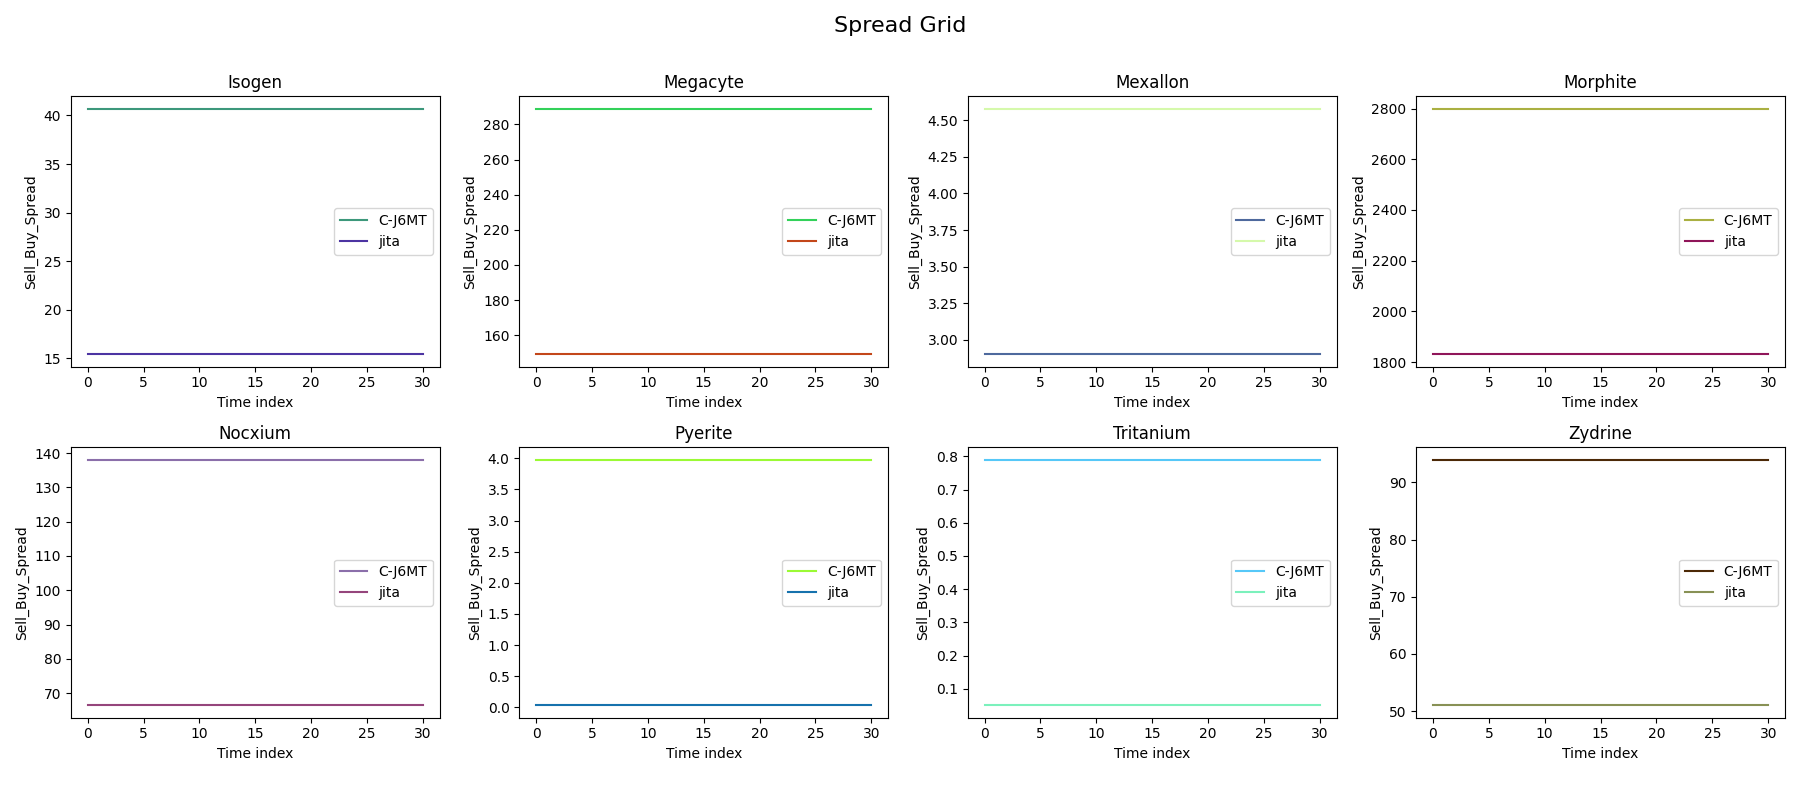 Spread Grid
Isogen
Sell_Buy_Spread
40
35
30
25
20
15
C-J6MT
jita
0 5 10 15 20 25 30
Time index
Megacyte
Sell_Buy_Spread
280
260
240
220
200
180
160
C-J6MT
jita
0 5 10 15 20 25 30
Time index
Mexallon
Sell_Buy_Spread
4.50
4.25
4.00
3.75
3.50
3.25
3.00
C-J6MT
jita
0 5 10 15 20 25 30
Time index
Morphite
Sell_Buy_Spread
2800
2600
2400
2200
2000
1800
C-J6MT
jita
0 5 10 15 20 25 30
Time index
Nocxium
Sell_Buy_Spread
140
130
120
110
100
90
80
70
C-J6MT
jita
0 5 10 15 20 25 30
Time index
Pyerite
Sell_Buy_Spread
4.0
3.5
3.0
2.5
2.0
1.5
1.0
0.5
0.0
C-J6MT
jita
0 5 10 15 20 25 30
Time index
Tritanium
Sell_Buy_Spread
0.8
0.7
0.6
0.5
0.4
0.3
0.2
0.1
C-J6MT
jita
0 5 10 15 20 25 30
Time index
Zydrine
Sell_Buy_Spread
90
80
70
60
50
C-J6MT
jita
0 5 10 15 20 25 30
Time index